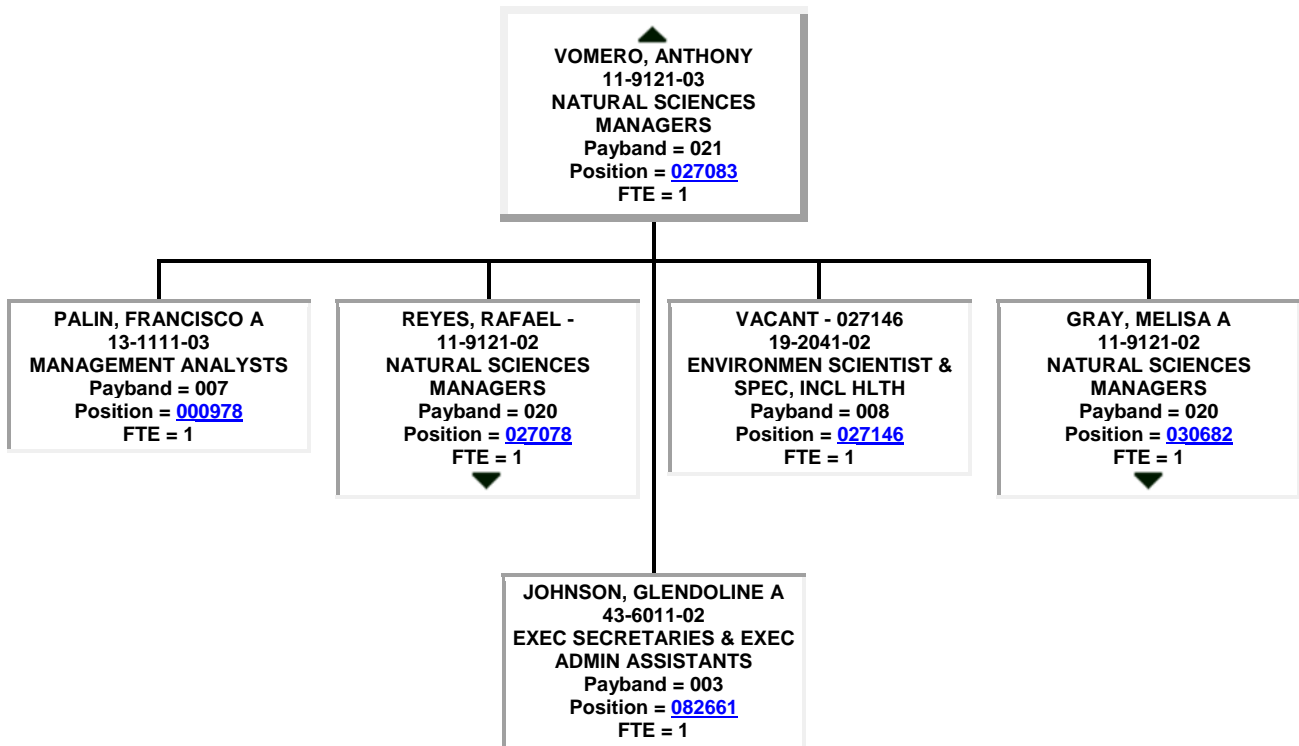 VOMERO, ANTHONY
11-9121-03
NATURAL SCIENCES
MANAGERS
Payband = 021
Position = 027083
FTE = 1
PALIN, FRANCISCO A
13-1111-03
MANAGEMENT ANALYSTS
Payband = 007
Position = 000978
FTE = 1
REYES, RAFAEL -
11-9121-02
NATURAL SCIENCES
MANAGERS
Payband = 020
Position = 027078
FTE = 1
VACANT - 027146
19-2041-02
ENVIRONMEN SCIENTIST &
SPEC, INCL HLTH
Payband = 008
Position = 027146
FTE = 1
GRAY, MELISA A
11-9121-02
NATURAL SCIENCES
MANAGERS
Payband = 020
Position = 030682
FTE = 1
JOHNSON, GLENDOLINE A
43-6011-02
EXEC SECRETARIES & EXEC
ADMIN ASSISTANTS
Payband = 003
Position = 082661
FTE = 1